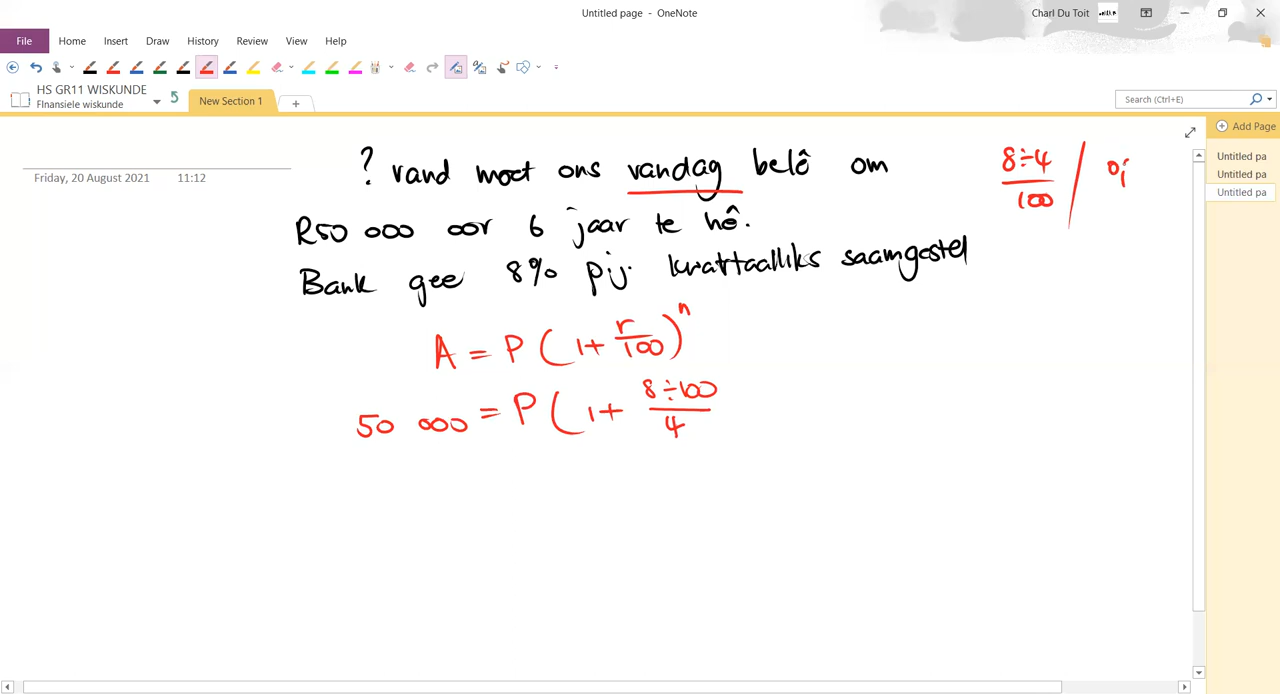 Untitled page - OneNote
Charl Du Toit
File Home Insert Draw History Review View Help
HS GR11 WISKUNDE
FInansiele wiskunde
New Section 1
Search (Ctrl+E)
Add Page
Untitled pa
Untitled pa
Untitled pa
Friday, 20 August 2021 11:12
? rand moet ons vandag belê om
R50 000 oor 6 jaar te hê.
Bank gee 8% pj. kwartaalliks saamgestel
8÷4
/100
A = P(1+ r/100)^n
50 000 = P(1+ 8÷100/4